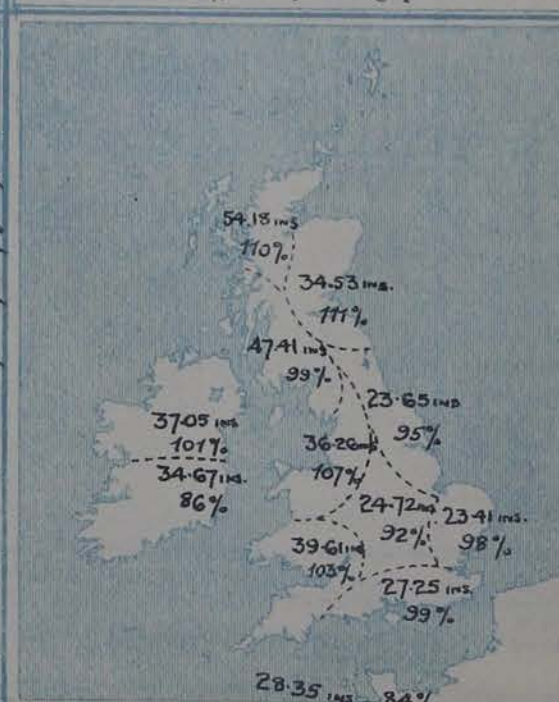 54.18 INS
110%
34.53 INS.
111%
47.41 INS
99%
23.65 INS
95%
37.05 INS
101%
34.67 INS.
86%
36.26 INS
107%
24.72 INS
92%
23.41 INS.
98%
39.61 INS
103%
27.25 INS.
99%
28.35 INS 84%